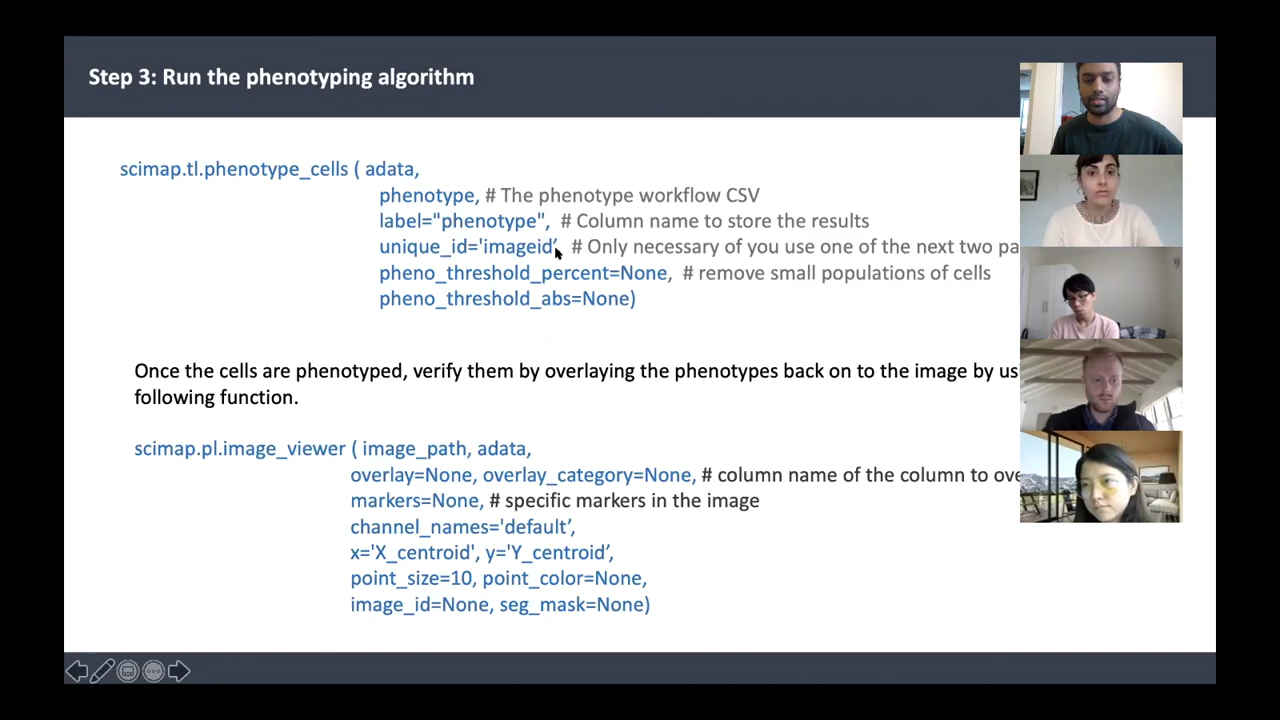 Step 3: Run the phenotyping algorithm
scimap.tl.phenotype_cells ( adata,
phenotype, # The phenotype workflow CSV
label="phenotype", # Column name to store the results
unique_id='imageid’, # Only necessary of you use one of the next two pa
pheno_threshold_percent=None, # remove small populations of cells
pheno_threshold_abs=None)
Once the cells are phenotyped, verify them by overlaying the phenotypes back on to the image by us
following function.
scimap.pl.image_viewer ( image_path, adata,
overlay=None, overlay_category=None, # column name of the column to ove
markers=None, # specific markers in the image
channel_names='default’,
x='X_centroid', y='Y_centroid’,
point_size=10, point_color=None,
image_id=None, seg_mask=None)